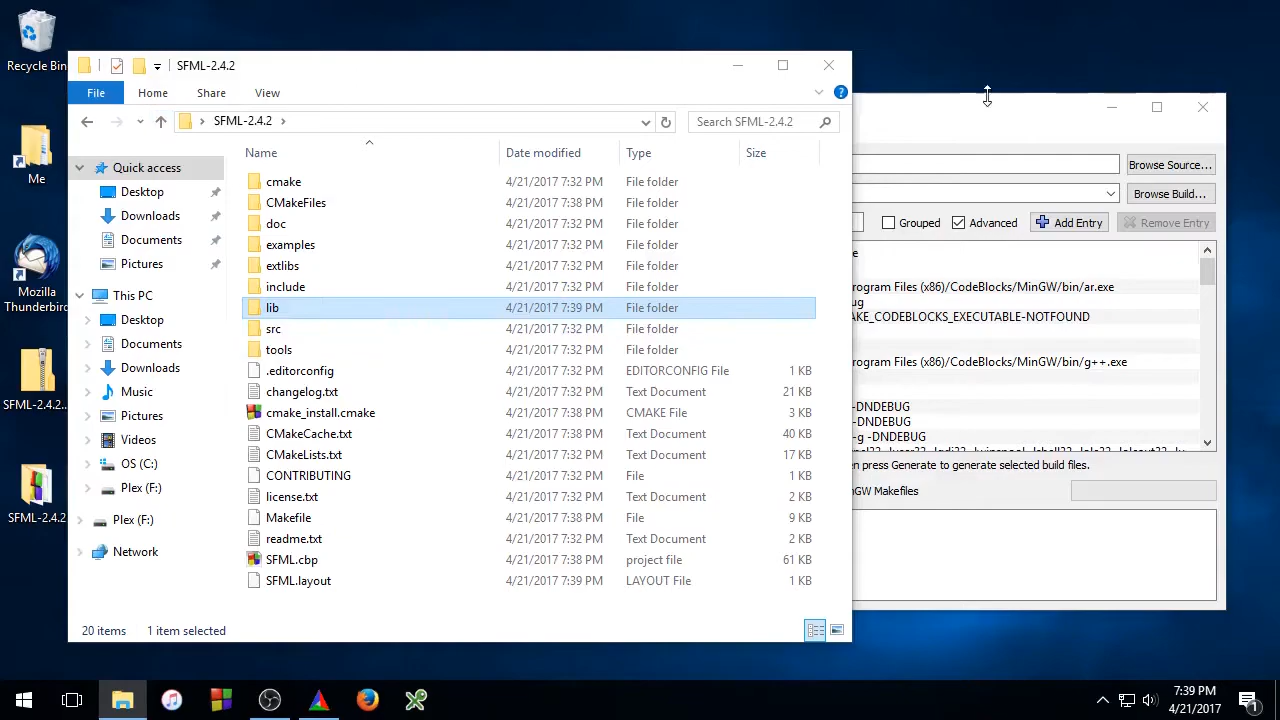 Recycle Bin
Me
Mozilla
Thunderbird
SFML-2.4.2...
SFML-2.4.2
SFML-2.4.2
File Home Share View
SFML-2.4.2
Search SFML-2.4.2
Quick access
Desktop
Downloads
Documents
Pictures
This PC
Desktop
Documents
Downloads
Music
Pictures
Videos
OS (C:)
Plex (F:)
Plex (F:)
Network
Name Date modified Type Size
cmake 4/21/2017 7:32 PM File folder
CMakeFiles 4/21/2017 7:38 PM File folder
doc 4/21/2017 7:32 PM File folder
examples 4/21/2017 7:32 PM File folder
extlibs 4/21/2017 7:32 PM File folder
include 4/21/2017 7:32 PM File folder
lib 4/21/2017 7:39 PM File folder
src 4/21/2017 7:32 PM File folder
tools 4/21/2017 7:32 PM File folder
.editorconfig 4/21/2017 7:32 PM EDITORCONFIG File 1 KB
changelog.txt 4/21/2017 7:32 PM Text Document 21 KB
cmake_install.cmake 4/21/2017 7:38 PM CMAKE File 3 KB
CMakeCache.txt 4/21/2017 7:38 PM Text Document 40 KB
CMakeLists.txt 4/21/2017 7:32 PM Text Document 17 KB
CONTRIBUTING 4/21/2017 7:32 PM File 1 KB
license.txt 4/21/2017 7:32 PM Text Document 2 KB
Makefile 4/21/2017 7:38 PM File 9 KB
readme.txt 4/21/2017 7:32 PM Text Document 2 KB
SFML.cbp 4/21/2017 7:38 PM project file 61 KB
SFML.layout 4/21/2017 7:39 PM LAYOUT File 1 KB
20 items 1 item selected
Browse Source...
Browse Build...
Grouped Advanced Add Entry Remove Entry
e
rogram Files (x86)/CodeBlocks/MinGW/bin/ar.exe
ug
AKE_CODEBLOCKS_EXECUTABLE-NOTFOUND
rogram Files (x86)/CodeBlocks/MinGW/bin/g++.exe
-DNDEBUG
-DNDEBUG
-g -DNDEBUG
n press Generate to generate selected build files.
nGW Makefiles
7:39 PM
4/21/2017
1